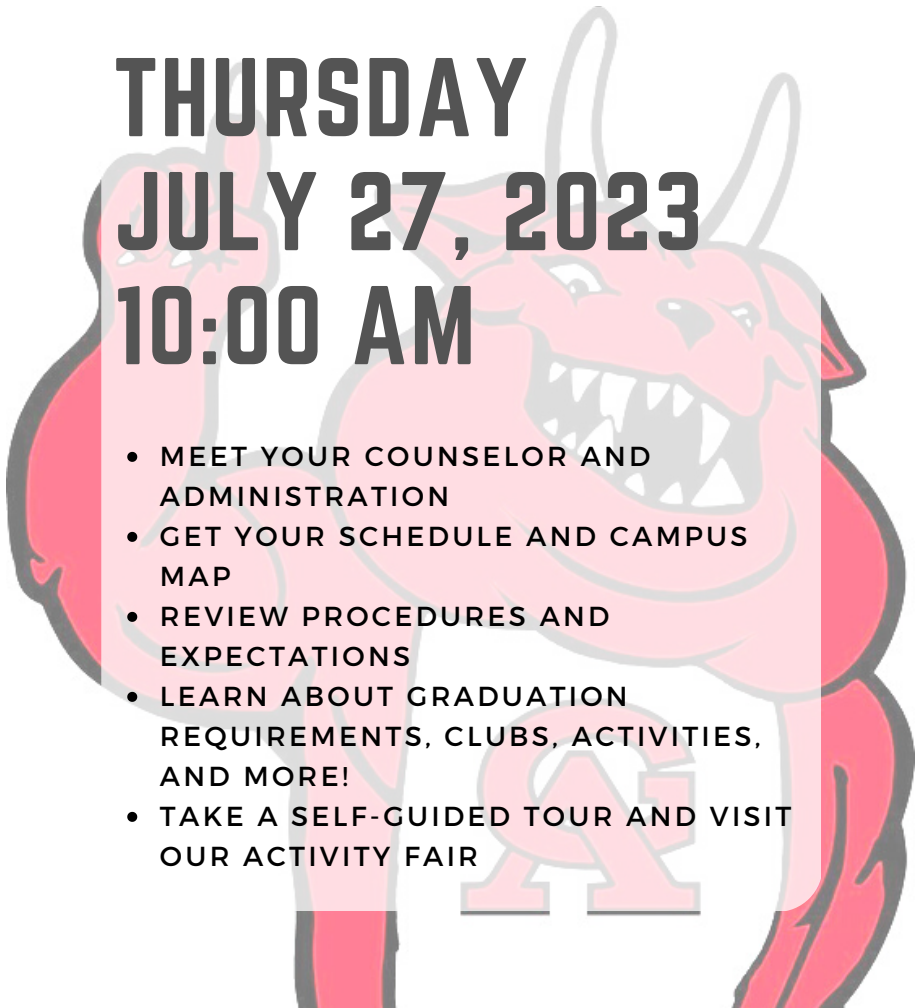 THURSDAY
JULY 27, 2023
10:00 AM
• MEET YOUR COUNSELOR AND
ADMINISTRATION
• GET YOUR SCHEDULE AND CAMPUS
MAP
• REVIEW PROCEDURES AND
EXPECTATIONS
• LEARN ABOUT GRADUATION
REQUIREMENTS, CLUBS, ACTIVITIES,
AND MORE!
• TAKE A SELF-GUIDED TOUR AND VISIT
OUR ACTIVITY FAIR
GA